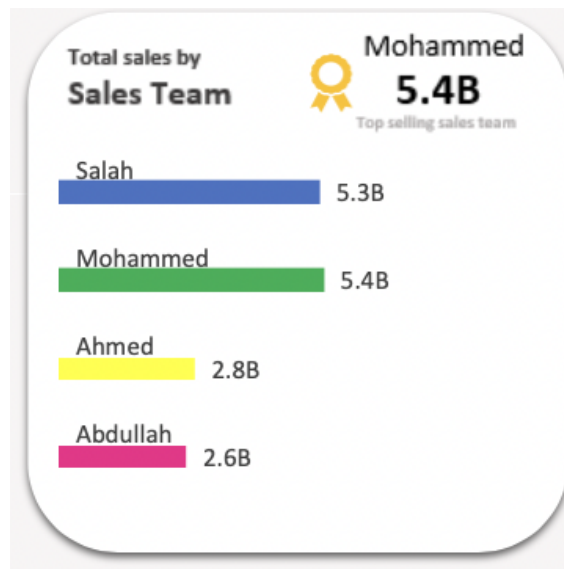 Total sales by
Sales Team
Mohammed
5.4B
Top selling sales team
Salah
5.3B
Mohammed
5.4B
Ahmed
2.8B
Abdullah
2.6B